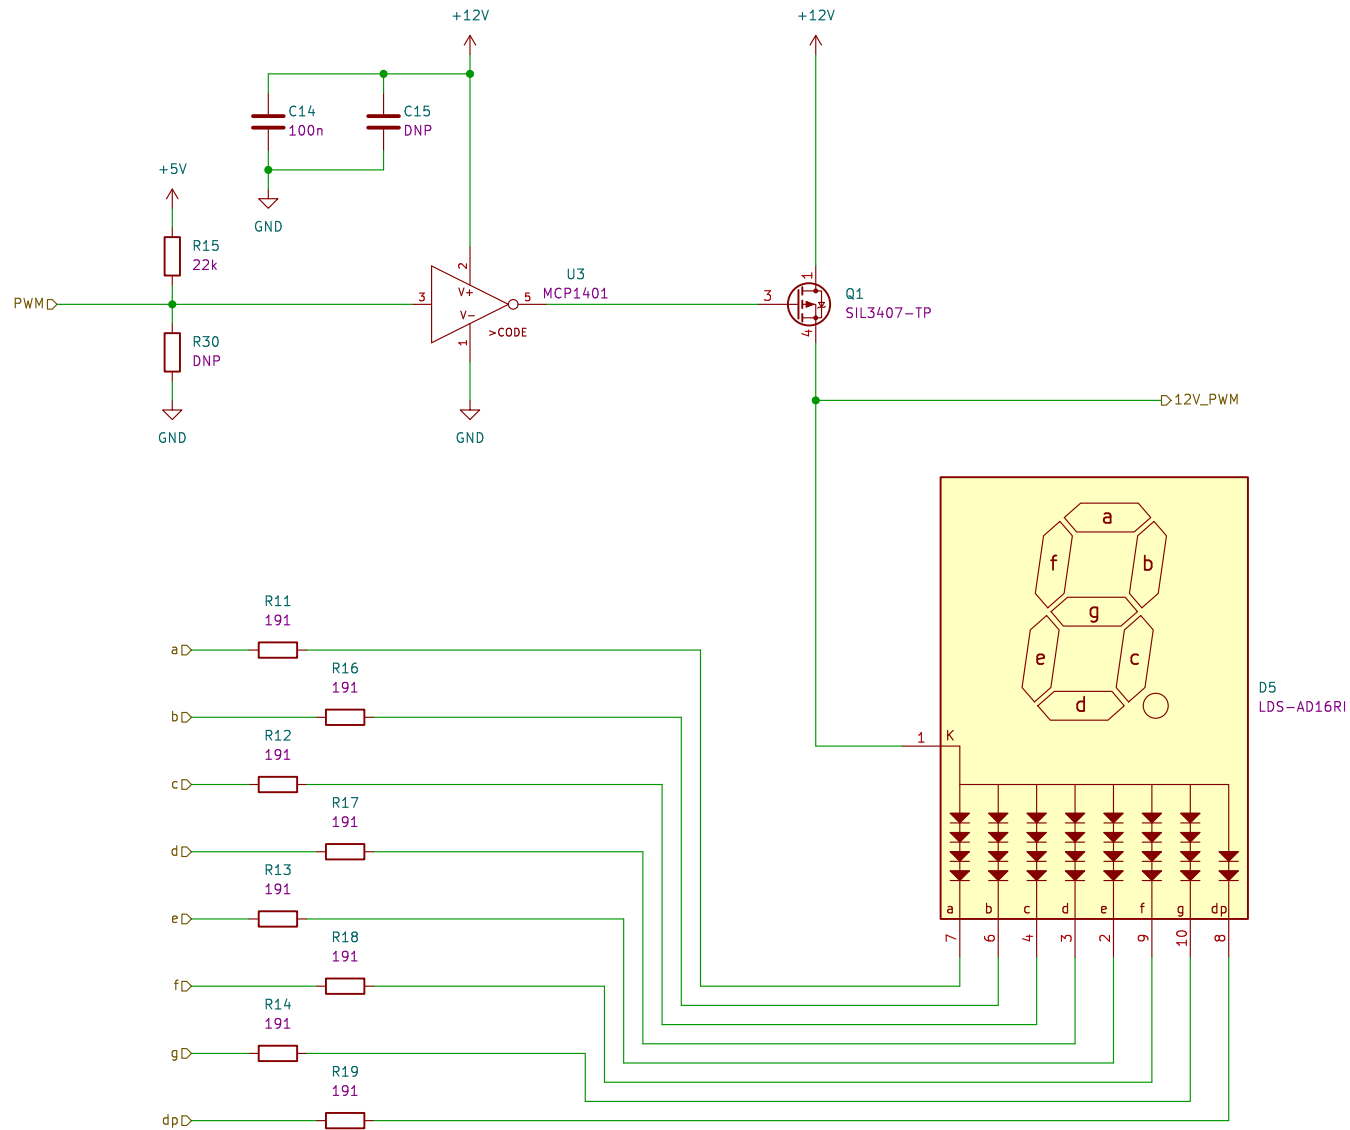 +12V
+12V
C14
100n
C15
DNP
+5V
GND
R15
22k
2
1
U3
MCP1401
V+
PWM
3
5
3
Q1
SIL3407-TP
V-
>CODE
1
4
R30
DNP
12V_PWM
GND
GND
a
f
b
g
e
c
d
D5
LDS-AD16RI
R11
191
a
R16
191
b
1
K
R12
191
c
R17
191
d
R13
191
e
a
b
c
d
e
f
g
dp
7
6
4
3
2
9
10
8
R18
191
f
R14
191
g
R19
191
dp